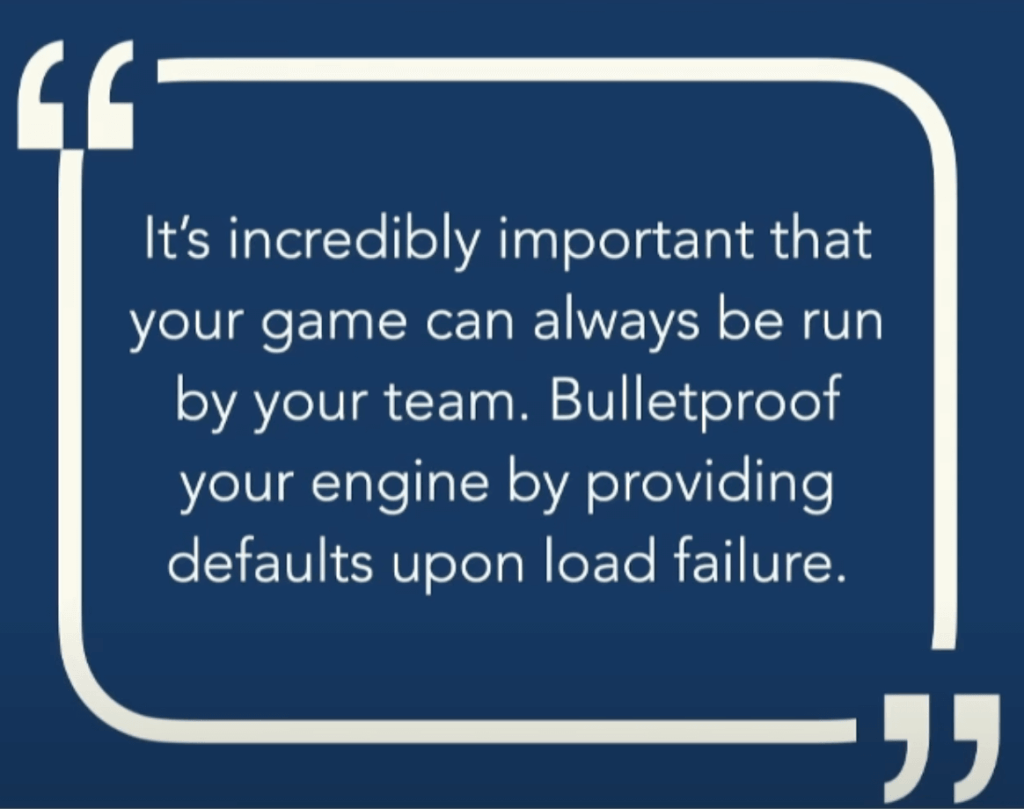 It’s incredibly important that
your game can always be run
by your team. Bulletproof
your engine by providing
defaults upon load failure.